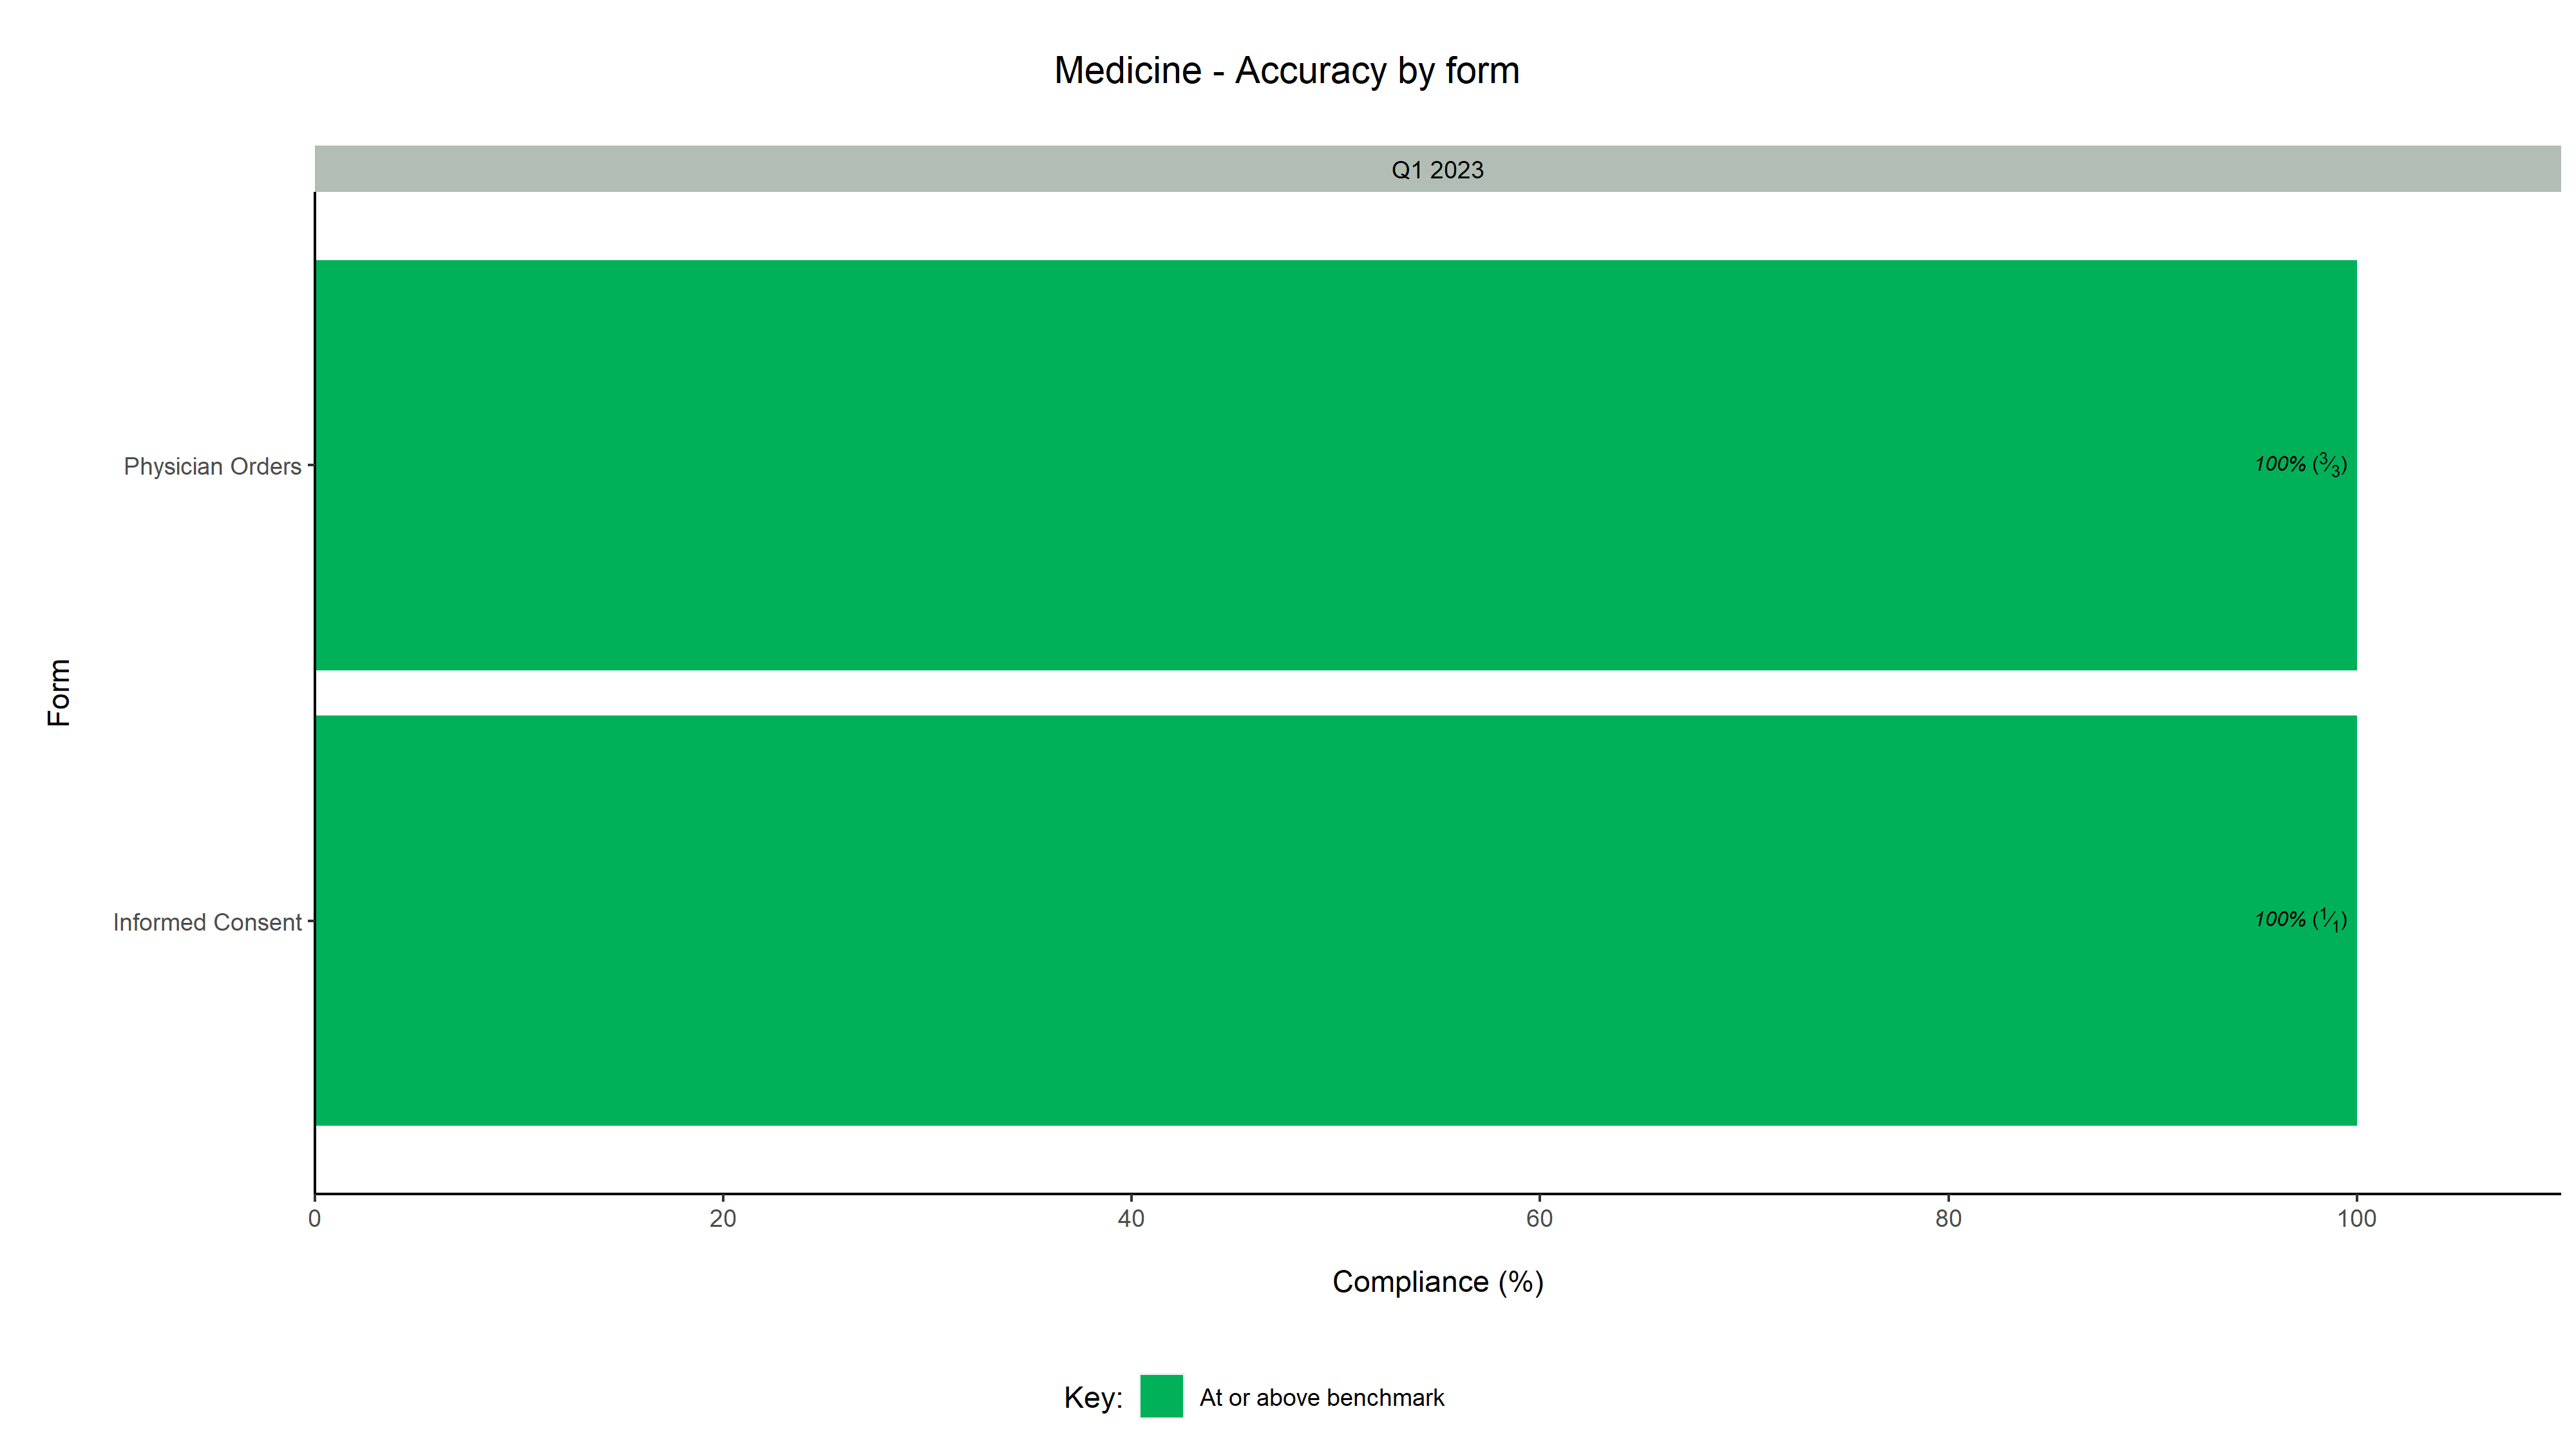 Medicine - Accuracy by form
Q1 2023
Form
Physician Orders
100% (3⁄3)
Informed Consent
100% (1⁄1)
0 20 40 60 80 100
Compliance (%)
Key: At or above benchmark